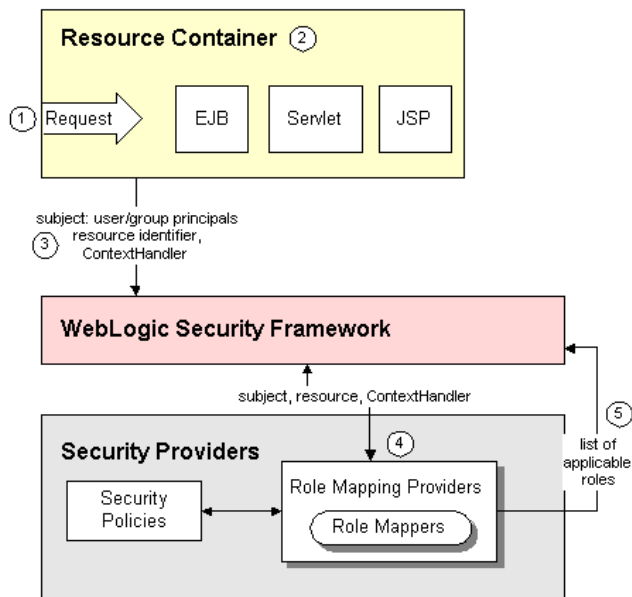 Resource Container 2
1 Request
EJB
Servlet
JSP
3
subject: user/group principals
resource identifier,
ContextHandler
WebLogic Security Framework
subject, resource, ContextHandler
4
5
list of
applicable
roles
Security Providers
Security
Policies
Role Mapping Providers
Role Mappers